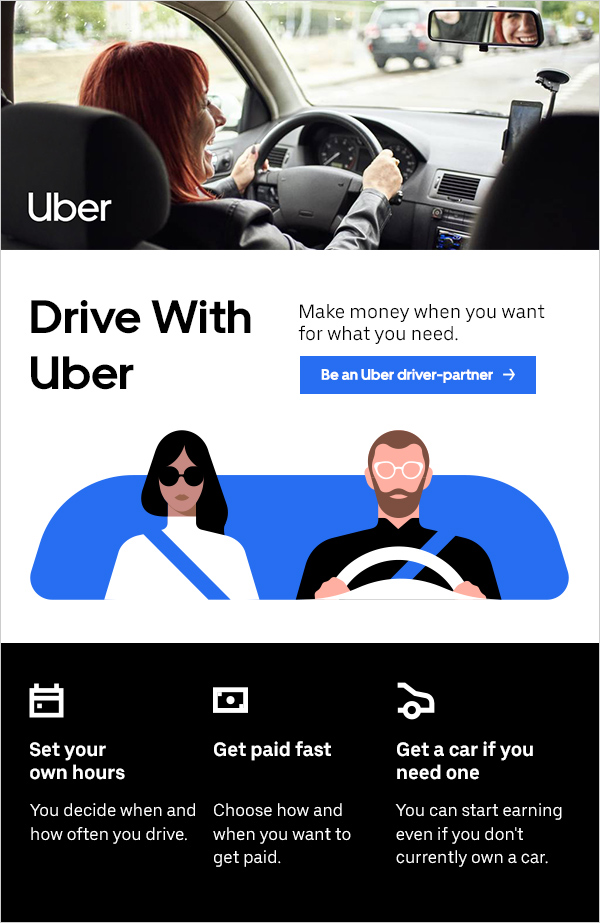 Uber
Drive With
Uber
Make money when you want
for what you need.
Be an Uber driver-partner →
Set your
own hours
You decide when and
how often you drive.
Get paid fast
Choose how and
when you want to
get paid.
Get a car if you
need one
You can start earning
even if you don't
currently own a car.